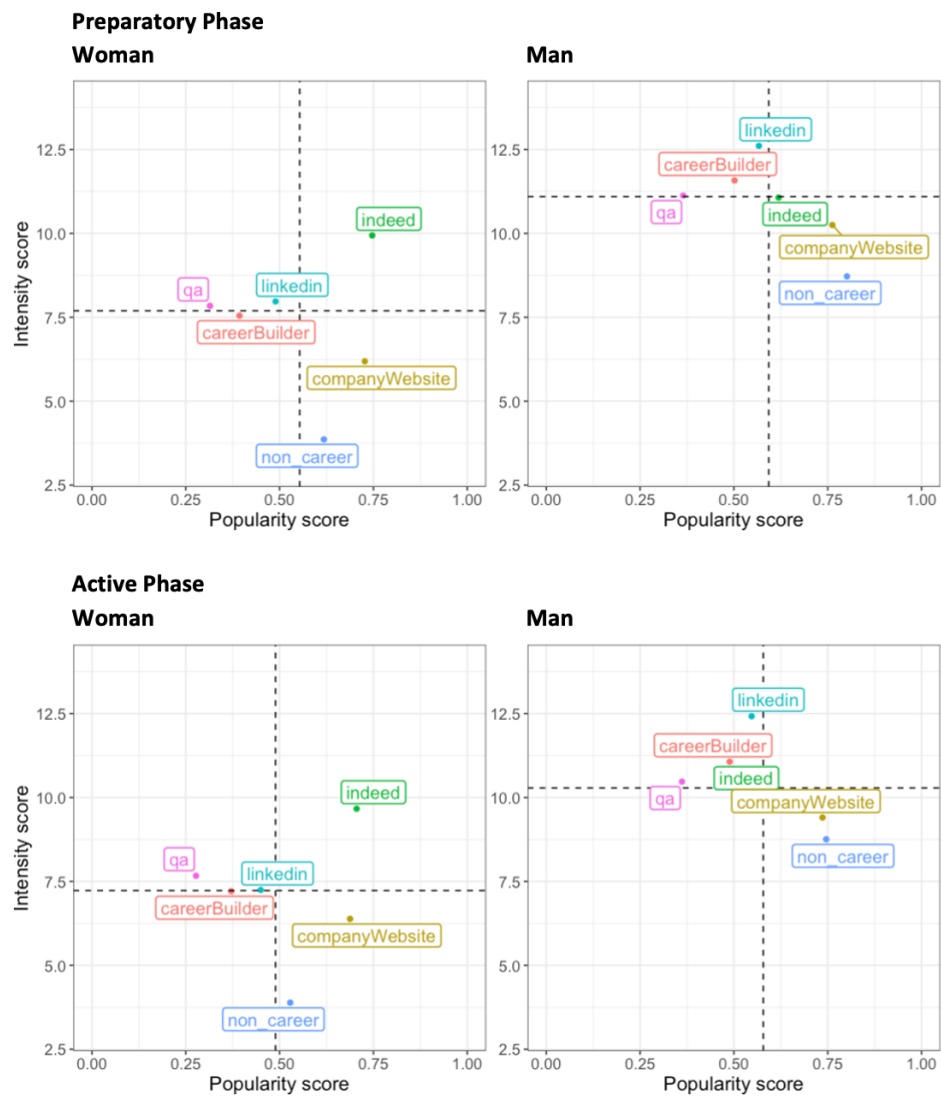 Preparatory Phase
Woman
Man
12.5
10.0
7.5
5.0
2.5
Intensity score
indeed
linkedin
qa
careerBuilder
companyWebsite
non_career
0.00 0.25 0.50 0.75 1.00
Popularity score
12.5
10.0
7.5
5.0
2.5
linkedin
careerBuilder
qa
indeed
companyWebsite
non_career
0.00 0.25 0.50 0.75 1.00
Popularity score
Active Phase
Woman
Man
12.5
10.0
7.5
5.0
2.5
Intensity score
indeed
qa
linkedin
careerBuilder
companyWebsite
non_career
0.00 0.25 0.50 0.75 1.00
Popularity score
12.5
10.0
7.5
5.0
2.5
linkedin
careerBuilder
indeed
qa
companyWebsite
non_career
0.00 0.25 0.50 0.75 1.00
Popularity score